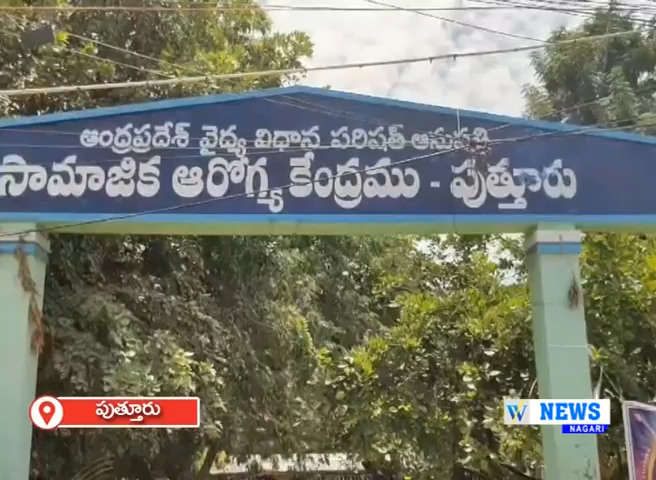 ఆంధ్రప్రదేశ్ వైద్య విధాన పరిషత్ ఆసుపత్రి
సామాజిక ఆరోగ్య కేంద్రము - పుత్తూరు
పుత్తూరు
W NEWS
NAGARI